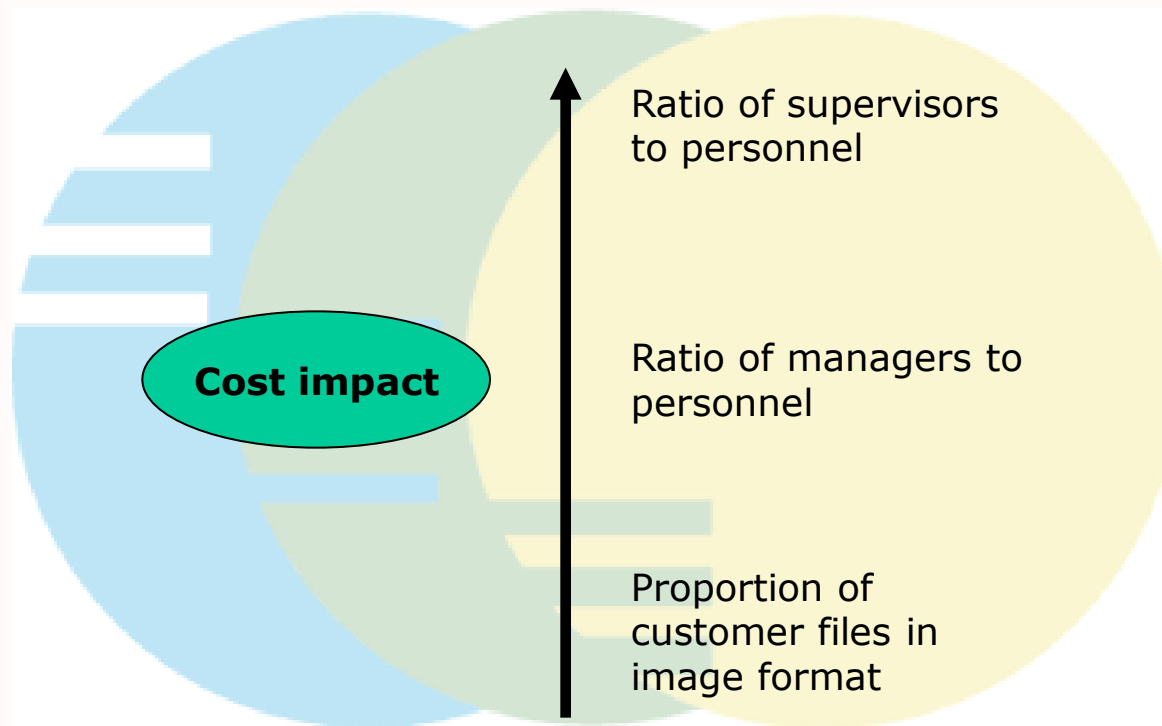 Ratio of supervisors
to personnel
Cost impact
Ratio of managers to
personnel
Proportion of
customer files in
image format